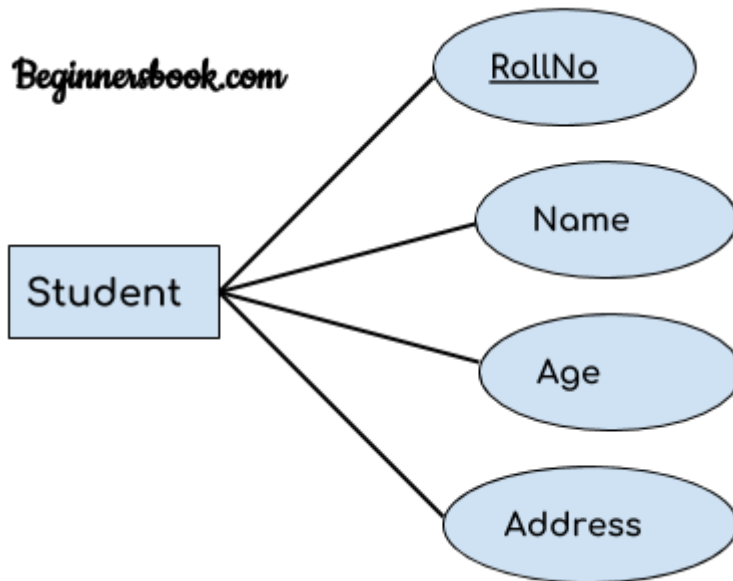 Beginnersbook.com
RollNo
Name
Student
Age
Address